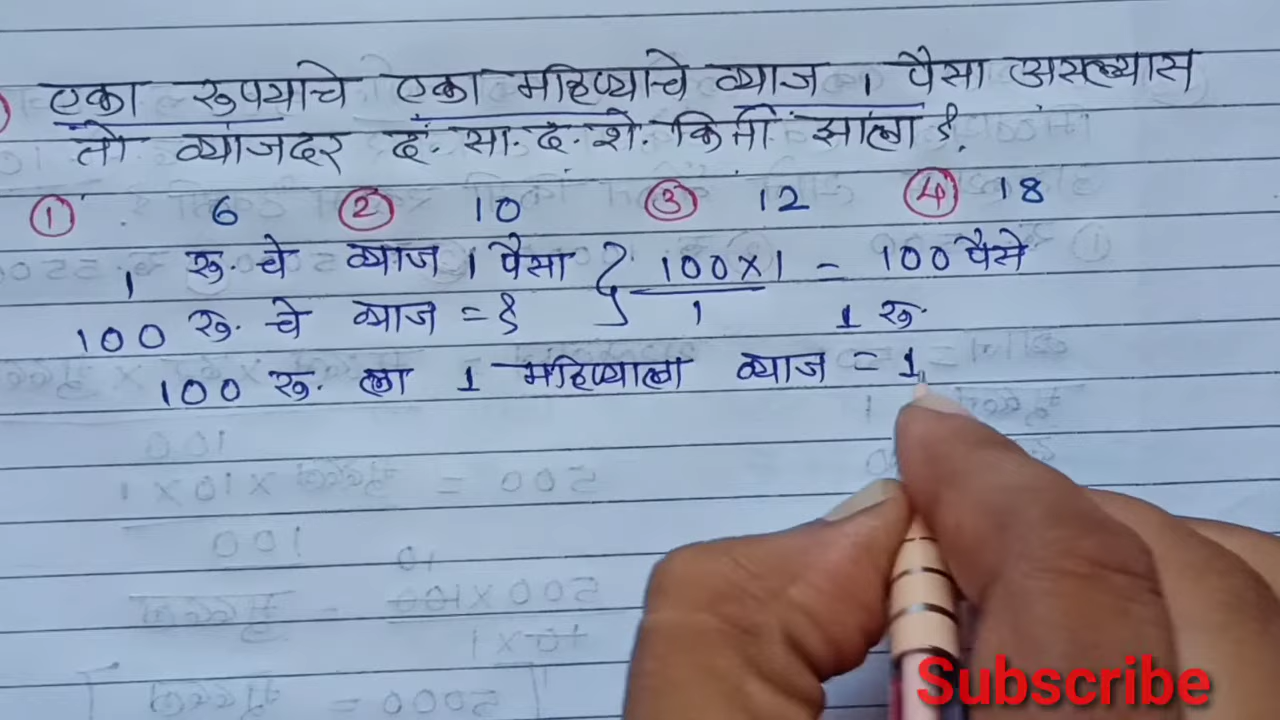 एका रुपयाचे एका महिण्याचे व्याज 1 पैसा असल्यास
तो व्याजदर द. सा. द. शे. किती झाला ?
① 6 ② 10 ③ 12 ④ 18
1 रु. चे व्याज 1 पैसा } 100×1 = 100 पैसे
100 रु. चे व्याज = ? 1 1 रु.
100 रु. ला 1 महिण्याला व्याज = 1
Subscribe